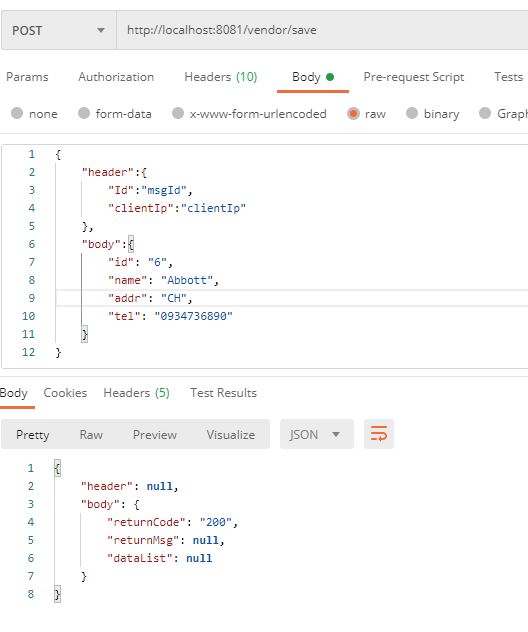 POST http://localhost:8081/vendor/save
Params Authorization Headers (10) Body Pre-request Script Tests
none form-data x-www-form-urlencoded raw binary
1 {
2 "header":{
3 "Id":"msgId",
4 "clientIp":"clientIp"
5 },
6 "body":{
7 "id": "6",
8 "name": "Abbott",
9 "addr": "CH",
10 "tel": "0934736890"
11 }
12 }
Body Cookies Headers (5) Test Results
Pretty Raw Preview Visualize JSON
1 {
2 "header": null,
3 "body": {
4 "returnCode": "200",
5 "returnMsg": null,
6 "dataList": null
7 }
8 }